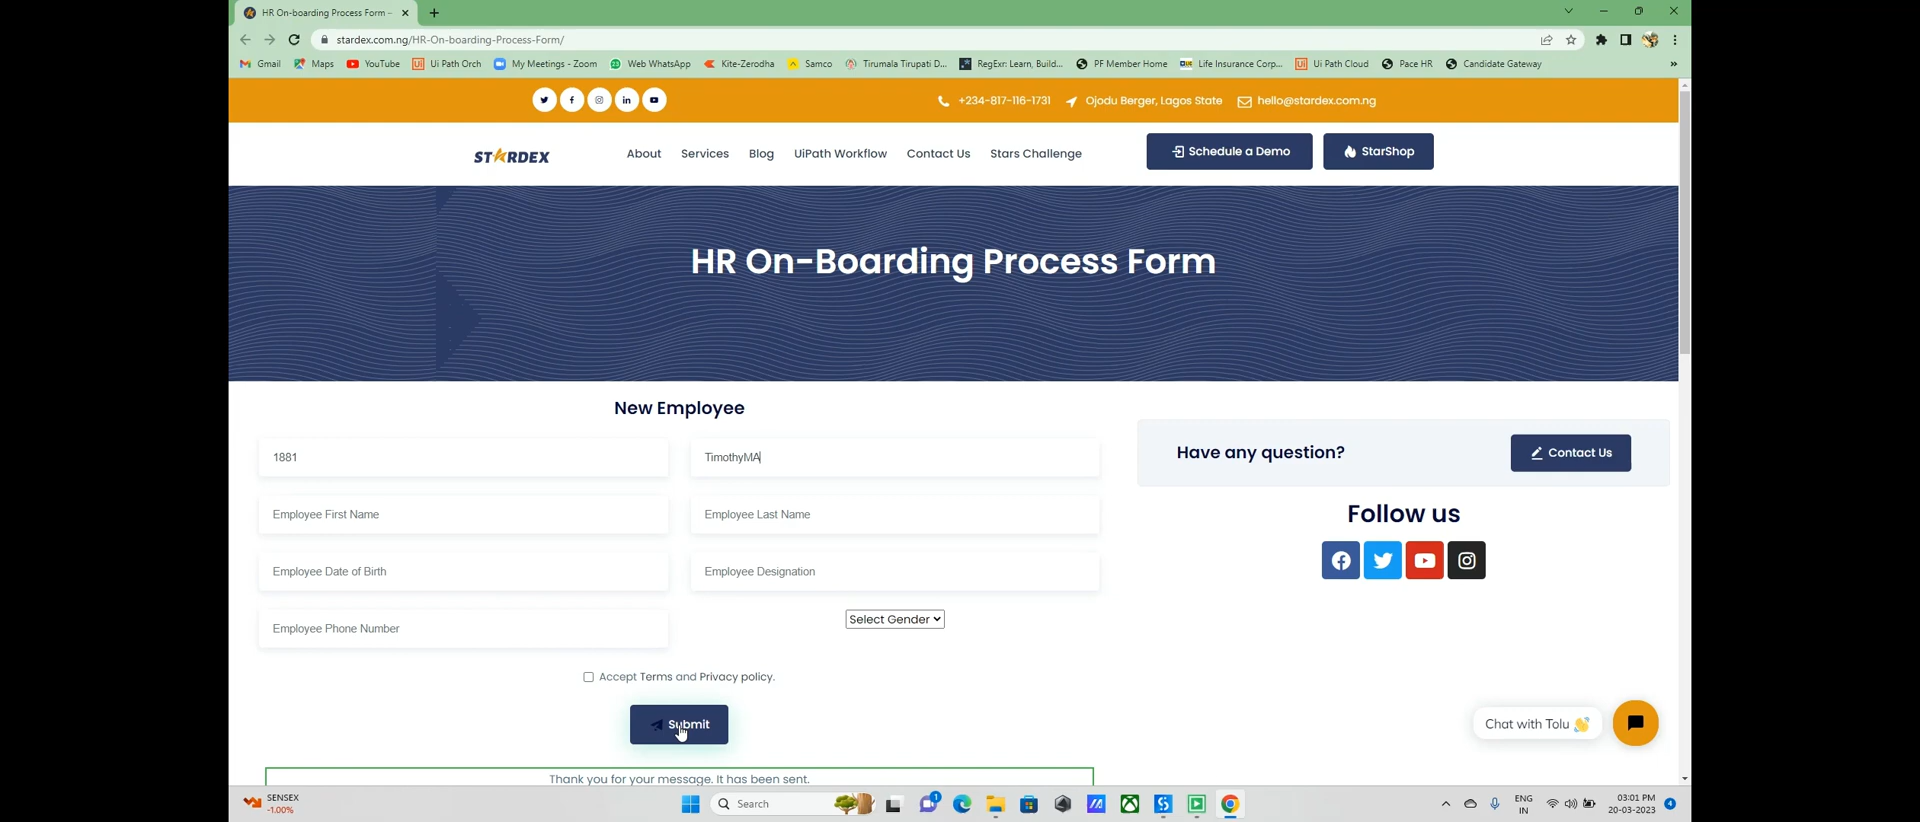 HR On-boarding Process Form -
stardex.com.ng/HR-On-boarding-Process-Form/
Gmail Maps YouTube Ui Path Orch My Meetings - Zoom Web WhatsApp Kite-Zerodha Samco Tirumala Tirupati D... RegExr: Learn, Build... PF Member Home Life Insurance Corp... Ui Path Cloud Pace HR Candidate Gateway »
+234-817-116-1731 Ojodu Berger, Lagos State hello@stardex.com.ng
STARDEX About Services Blog UiPath Workflow Contact Us Stars Challenge Schedule a Demo StarShop
HR On-Boarding Process Form
New Employee
1881 TimothyMA
Have any question? Contact Us
Employee First Name Employee Last Name
Follow us
Employee Date of Birth Employee Designation
Employee Phone Number Select Gender
Accept Terms and Privacy policy.
Submit
Chat with Tolu 👋
Thank you for your message. It has been sent.
SENSEX
-1.00%
Search
1
ENG
IN
03:01 PM
20-03-2023
4